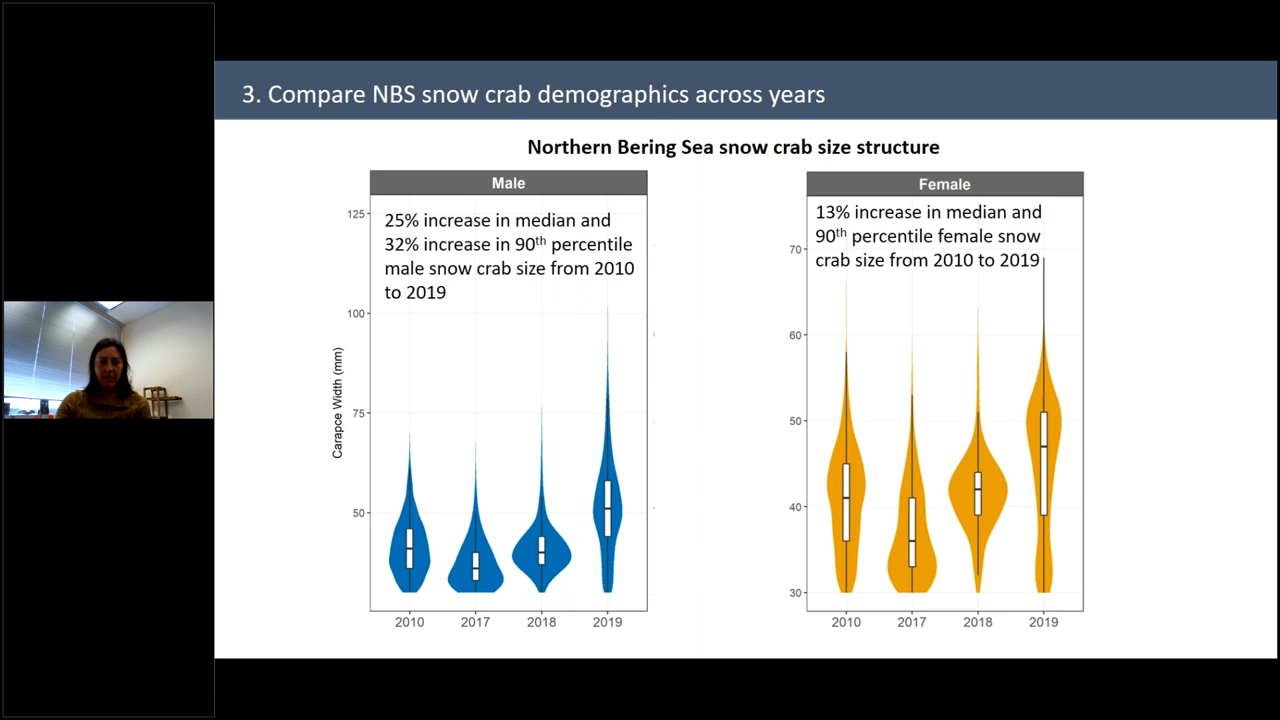 3. Compare NBS snow crab demographics across years
Northern Bering Sea snow crab size structure
Male
25% increase in median and
32% increase in 90th percentile
male snow crab size from 2010
to 2019
Carapce Width (mm)
125
100
75
50
2010 2017 2018 2019
Female
13% increase in median and
90th percentile female snow
crab size from 2010 to 2019
70
60
50
40
30
2010 2017 2018 2019